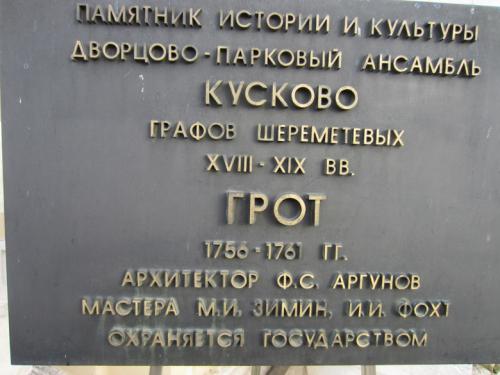 ПАМЯТНИК ИСТОРИИ И КУЛЬТУРЫ
ДВОРЦОВО-ПАРКОВЫЙ АНСАМБЛЬ
КУСКОВО
ГРАФОВ ШЕРЕМЕТЕВЫХ
XVIII - XIX ВВ.
ГРОТ
1756-1761 ГГ.
АРХИТЕКТОР Ф.С. АРГУНОВ
МАСТЕРА М.И. ЗИМИН, И.И. ФОХТ
ОХРАНЯЕТСЯ ГОСУДАРСТВОМ